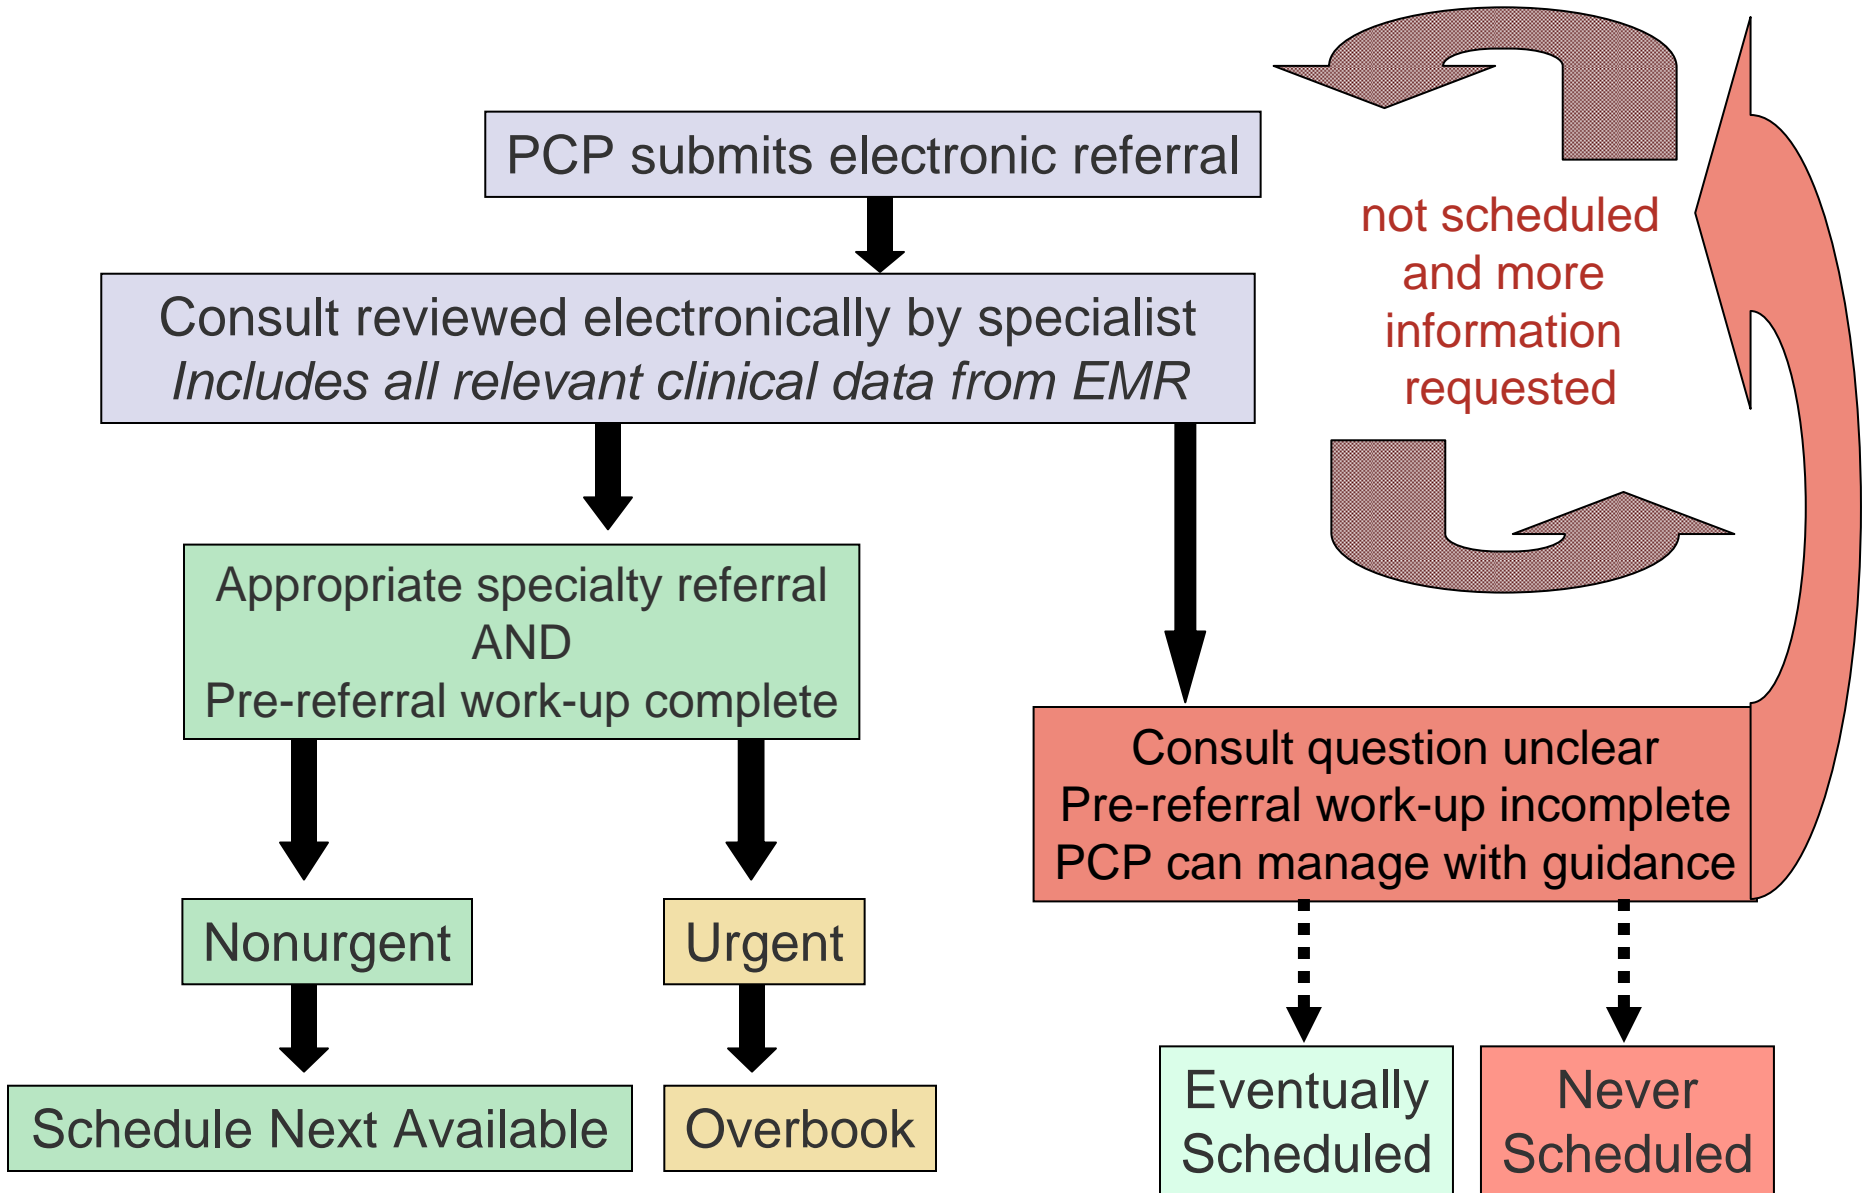 PCP submits electronic referral
Consult reviewed electronically by specialist
Includes all relevant clinical data from EMR
not scheduled
and more
information
requested
Appropriate specialty referral
AND
Pre-referral work-up complete
Consult question unclear
Pre-referral work-up incomplete
PCP can manage with guidance
Nonurgent
Urgent
Schedule Next Available
Overbook
Eventually
Scheduled
Never
Scheduled